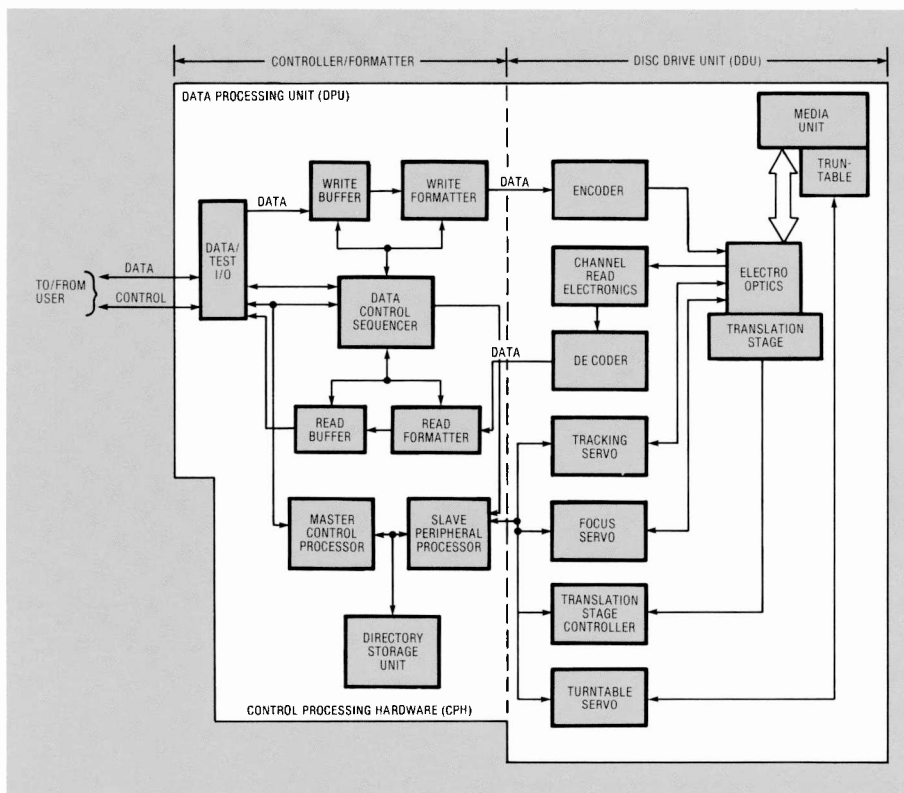 CONTROLLER/FORMATTER
DISC DRIVE UNIT (DDU)
DATA PROCESSING UNIT (DPU)
MEDIA
UNIT
TRUN-
TABLE
WRITE
BUFFER
WRITE
FORMATTER
DATA
ENCODER
DATA
DATA/
TEST
I/O
CHANNEL
READ
ELECTRONICS
ELECTRO
OPTICS
TO/FROM
USER
DATA
CONTROL
DATA
CONTROL
SEQUENCER
TRANSLATION
STAGE
DATA
DE CODER
READ
BUFFER
READ
FORMATTER
TRACKING
SERVO
MASTER
CONTROL
PROCESSOR
SLAVE
PERIPHERAL
PROCESSOR
FOCUS
SERVO
TRANSLATION
STAGE
CONTROLLER
DIRECTORY
STORAGE
UNIT
TURNTABLE
SERVO
CONTROL PROCESSING HARDWARE (CPH)